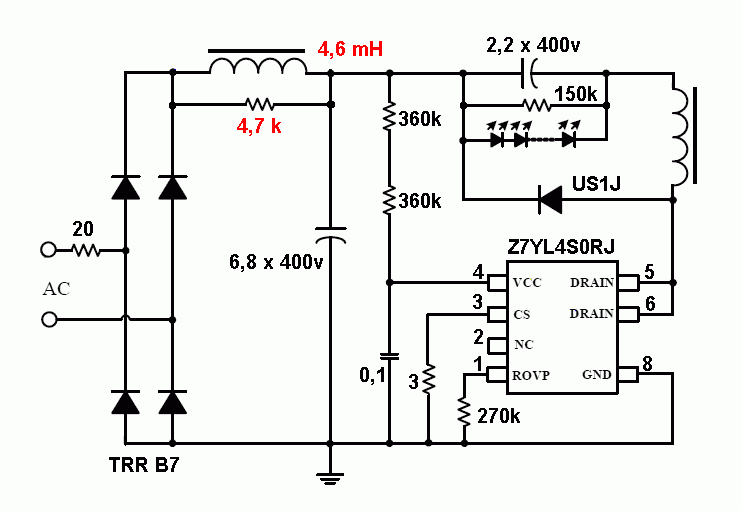 4,6 mH
2,2 x 400v
4,7 k
360k
150k
360k
US1J
20
6,8 x 400v
Z7YL4S0RJ
AC
4 VCC DRAIN 5
3 CS DRAIN 6
2 NC
1 ROVP GND 8
0,1
3
270k
TRR B7